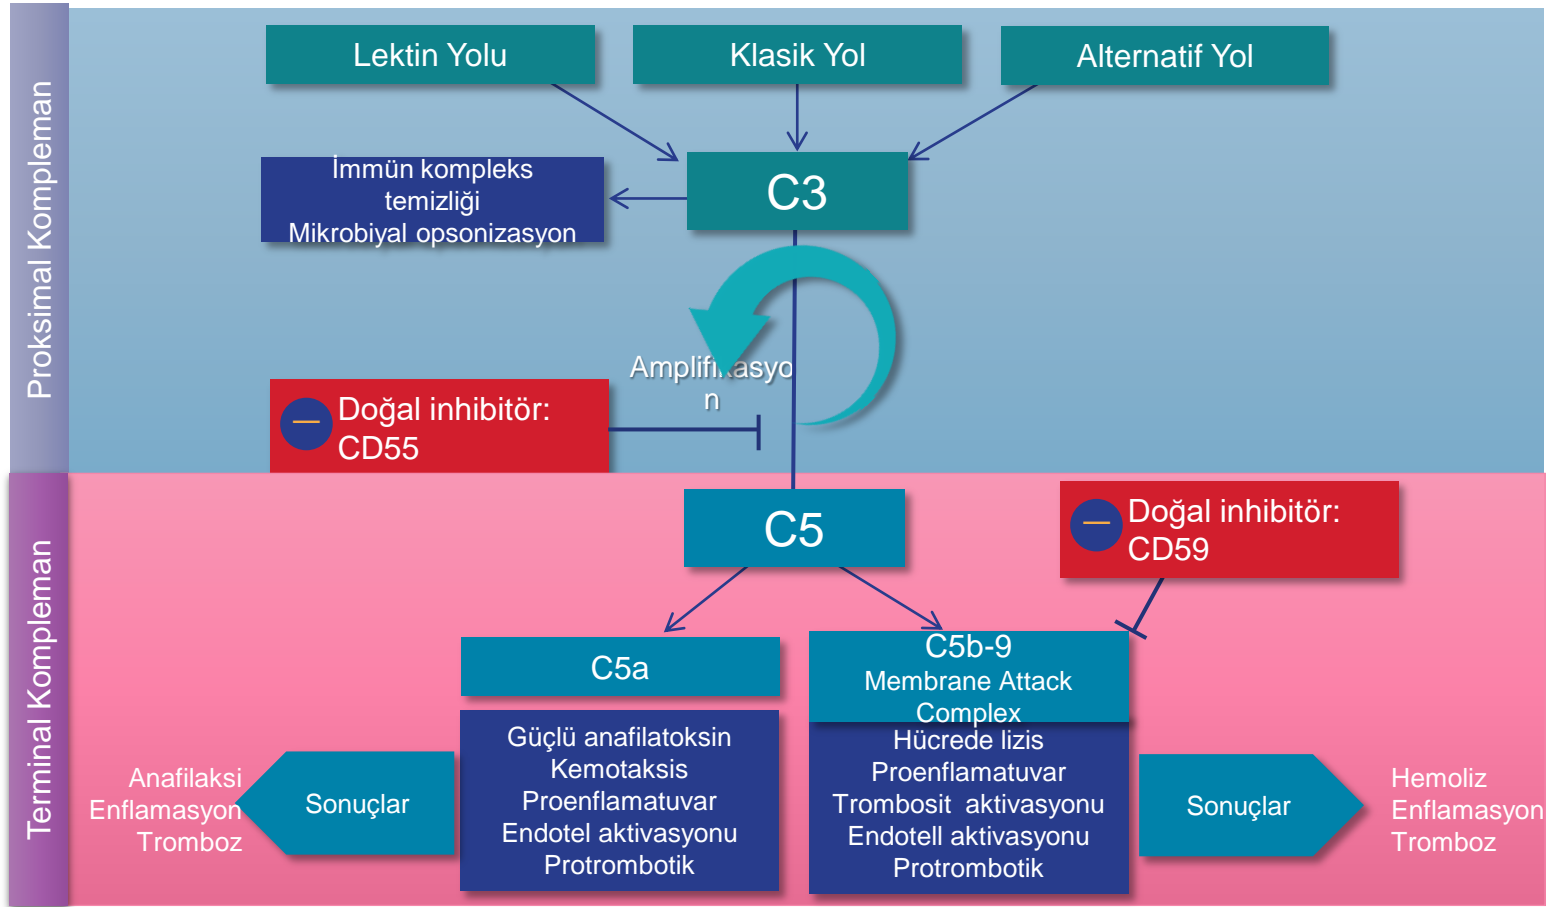 Proksimal Kompleman
Lektin Yolu
Klasik Yol
Alternatif Yol
İmmün kompleks
temizliği
Mikrobiyal opsonizasyon
C3
Amplifikasyo
n
— Doğal inhibitör:
CD55
Terminal Kompleman
C5
— Doğal inhibitör:
CD59
C5a
C5b-9
Membrane Attack
Complex
Güçlü anafilatoksin
Kemotaksis
Proenflamatuvar
Endotel aktivasyonu
Protrombotik
Hücrede lizis
Proenflamatuvar
Trombosit aktivasyonu
Endotell aktivasyonu
Protrombotik
Sonuçlar
Anafilaksi
Enflamasyon
Tromboz
Sonuçlar
Hemoliz
Enflamasyon
Tromboz